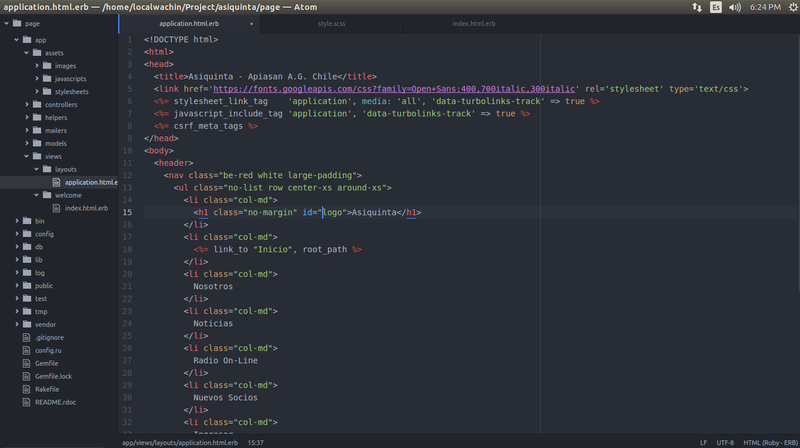 application.html.erb — /home/localwachin/Project/asiquinta/page — Atom
Es
6:24 PM
page
app
assets
images
javascripts
stylesheets
controllers
helpers
mailers
models
views
layouts
application.html.e
welcome
index.html.erb
bin
config
db
lib
log
public
test
tmp
vendor
.gitignore
config.ru
Gemfile
Gemfile.lock
Rakefile
README.rdoc
application.html.erb
style.scss
index.html.erb
1 <!DOCTYPE html>
2 <html>
3 <head>
4 <title>Asiquinta - Apiasan A.G. Chile</title>
5 <link href='https://fonts.googleapis.com/css?family=Open+Sans:400,700italic,300italic' rel='stylesheet' type='text/css'>
6 <%= stylesheet_link_tag    'application', media: 'all', 'data-turbolinks-track' => true %>
7 <%= javascript_include_tag 'application', 'data-turbolinks-track' => true %>
8 <%= csrf_meta_tags %>
9 </head>
10 <body>
11 <header>
12 <nav class="be-red white large-padding">
13 <ul class="no-list row center-xs around-xs">
14 <li class="col-md">
15 <h1 class="no-margin" id="logo">Asiquinta</h1>
16 </li>
17 <li class="col-md">
18 <%= link_to "Inicio", root_path %>
19 </li>
20 <li class="col-md">
21 Nosotros
22 </li>
23 <li class="col-md">
24 Noticias
25 </li>
26 <li class="col-md">
27 Radio On-Line
28 </li>
29 <li class="col-md">
30 Nuevos Socios
31 </li>
32 <li class="col-md">
app/views/layouts/application.html.erb 15:37
LF UTF-8 HTML (Ruby - ERB)